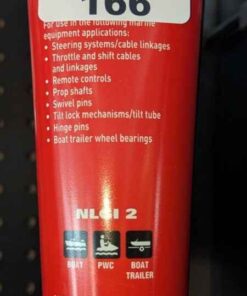 166
For use in the following marine
equipment applications:
• Steering systems/cable linkages
• Throttle and shift cables
and linkages
• Remote controls
• Prop shafts
• Swivel pins
• Tilt lock mechanisms/tilt tube
• Hinge pins
• Boat trailer wheel bearings
NLGI 2
BOAT PWC BOAT
TRAILER